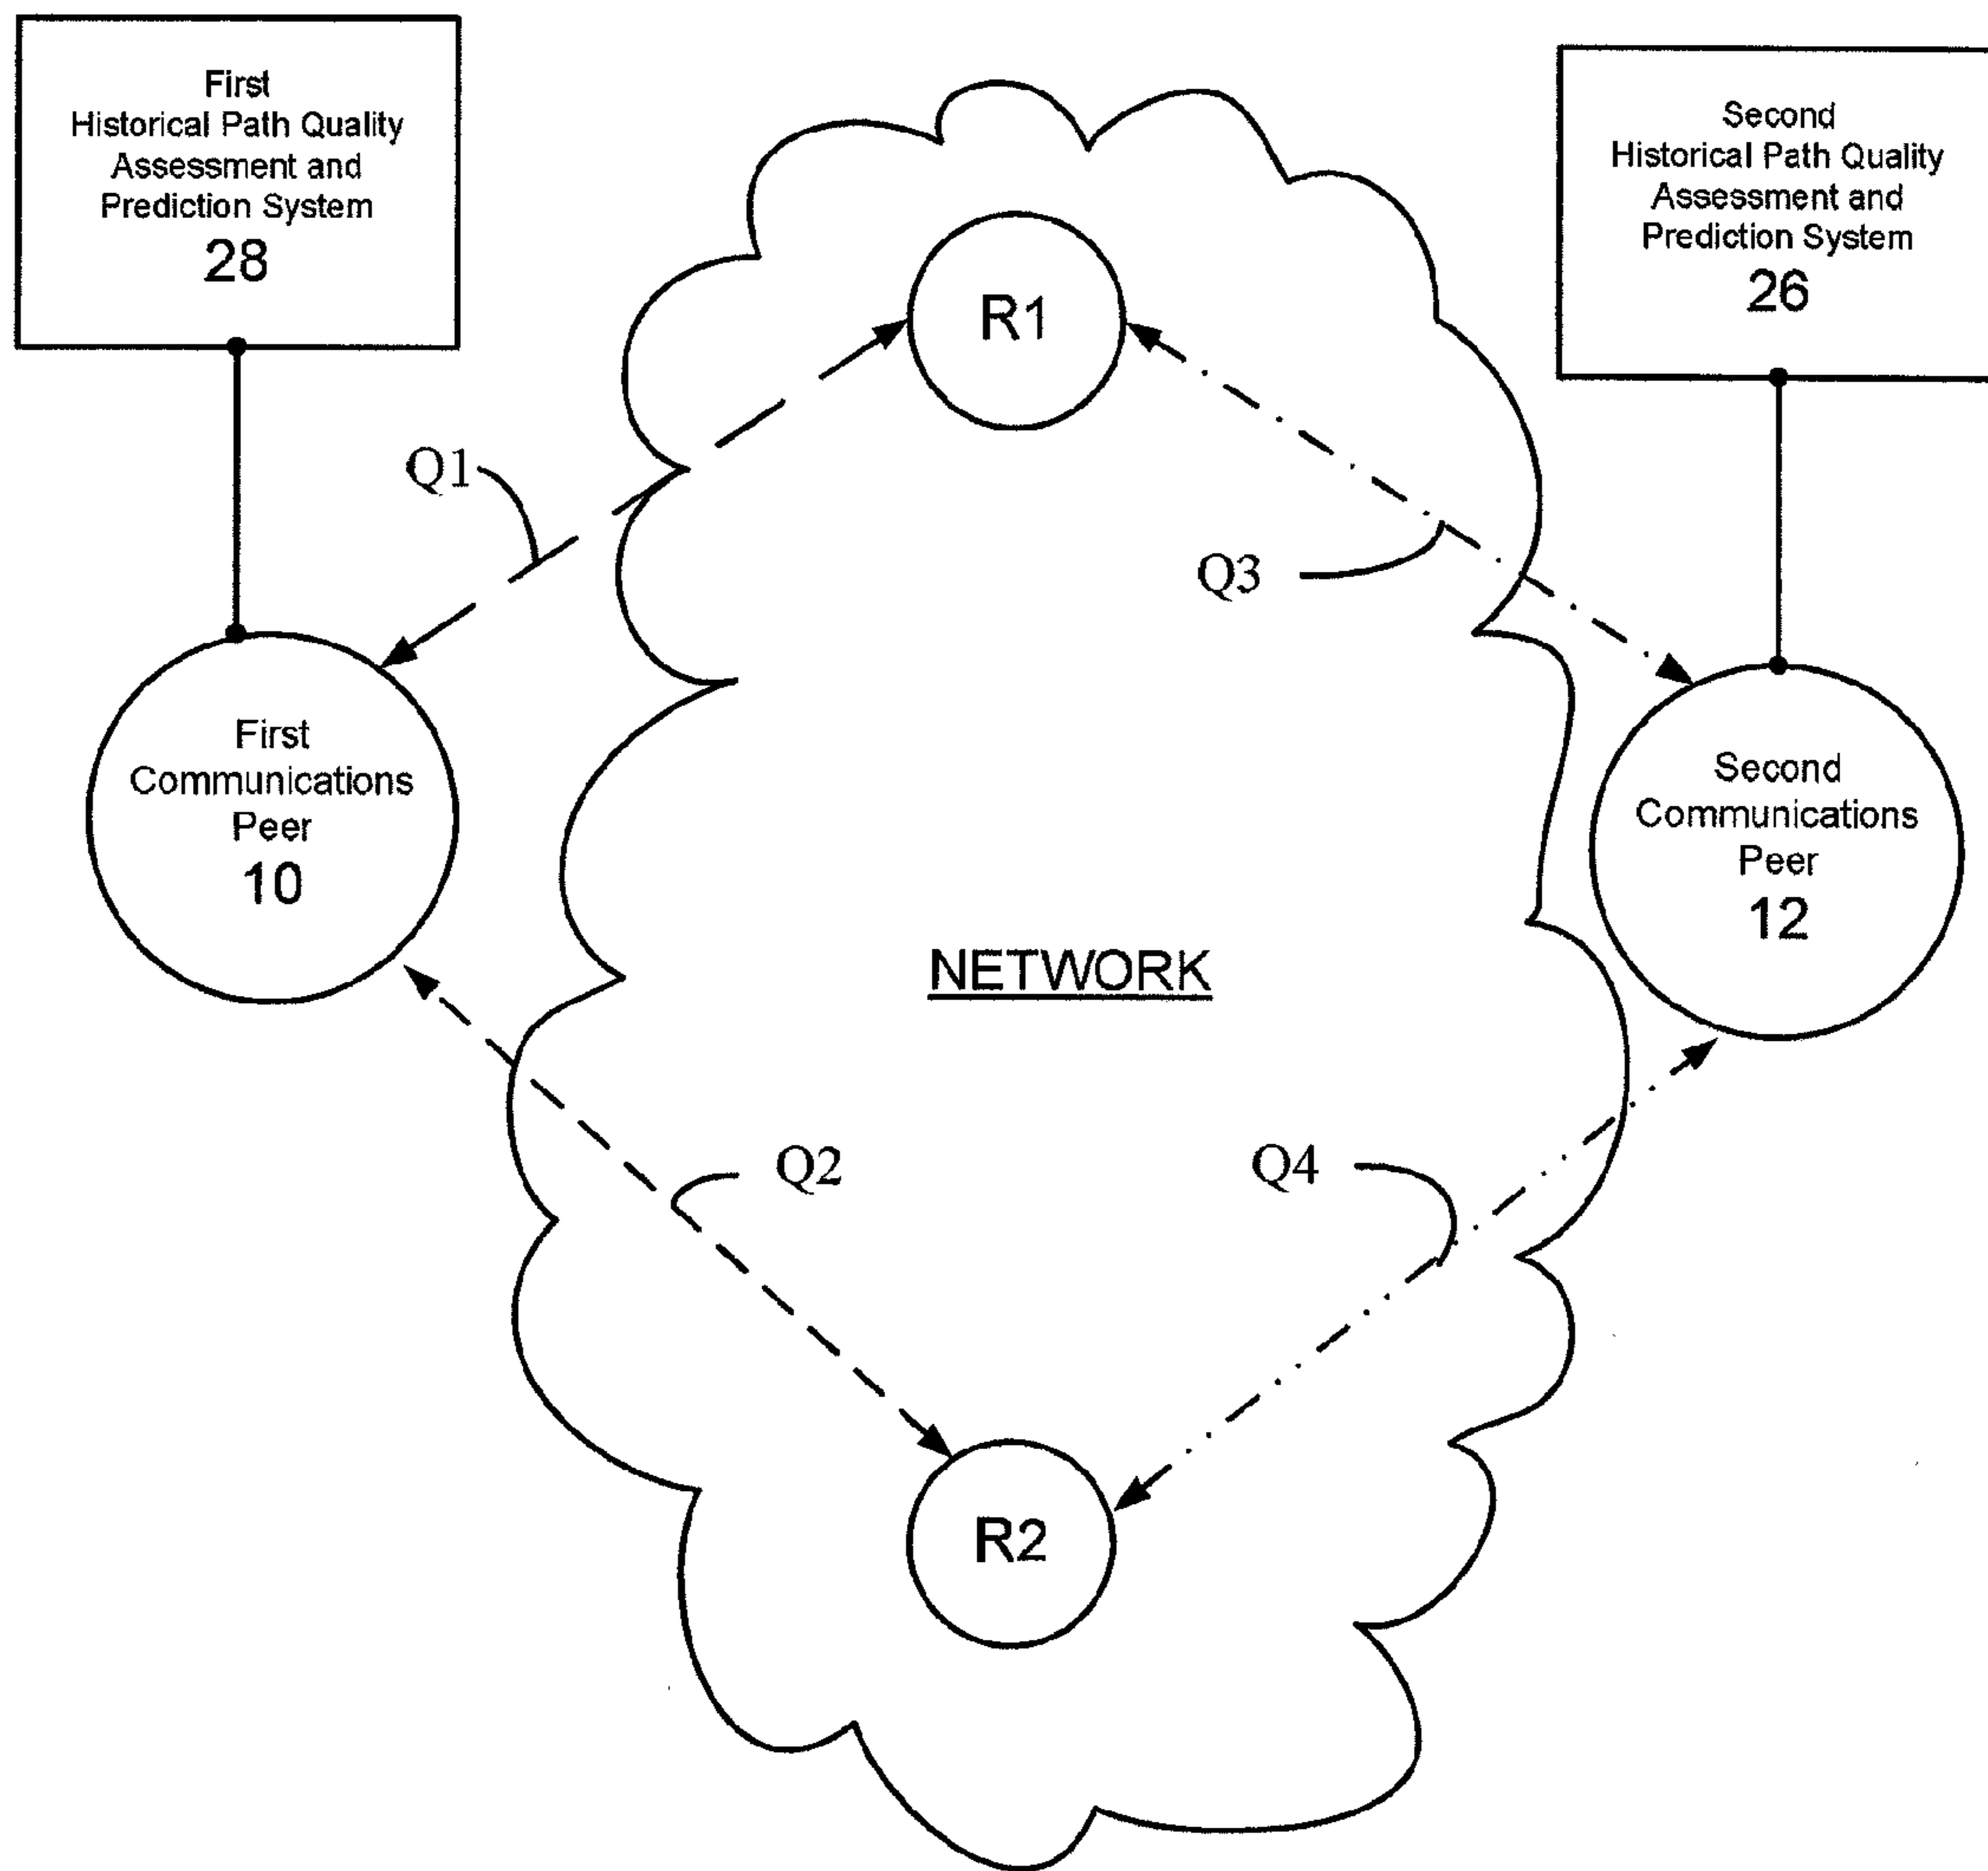 First
Historical Path Quality
Assessment and
Prediction System
28
Second
Historical Path Quality
Assessment and
Prediction System
26
R1
Q1
Q3
First
Communications
Peer
10
Second
Communications
Peer
12
NETWORK
Q2
Q4
R2